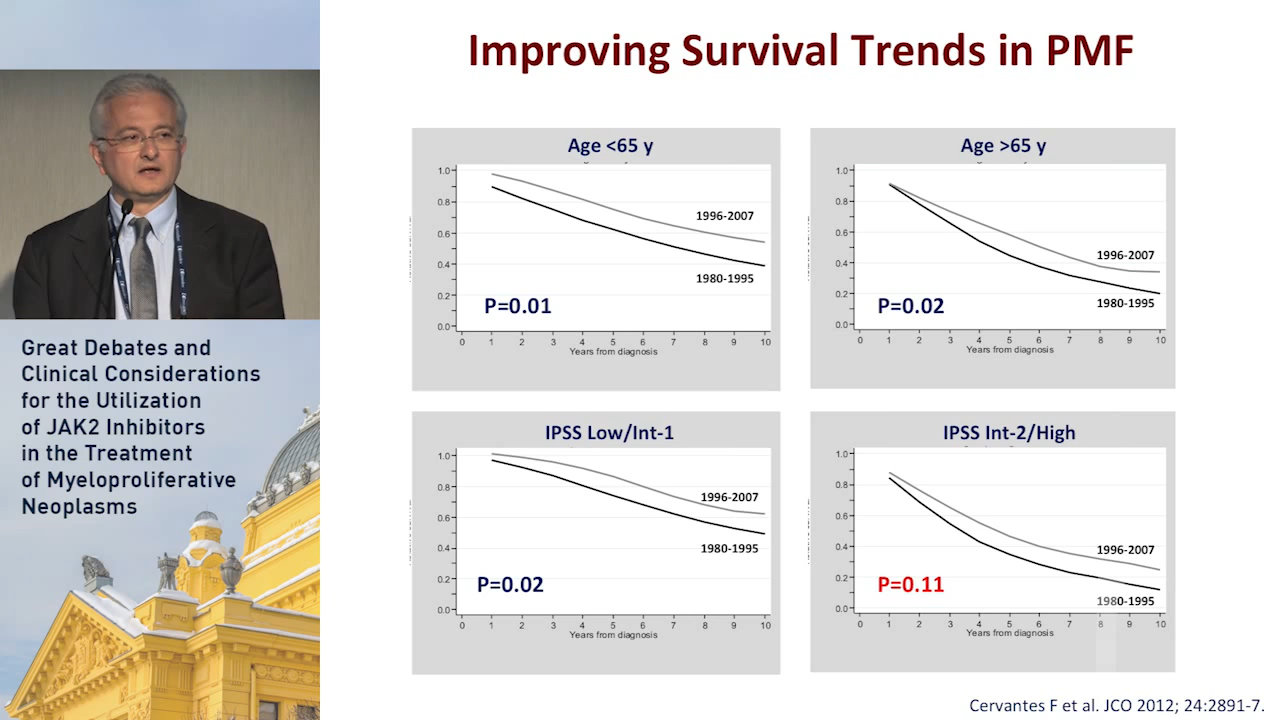 Improving Survival Trends in PMF
Great Debates and
Clinical Considerations
for the Utilization
of JAK2 Inhibitors
in the Treatment
of Myeloproliferative
Neoplasms
Age <65 y
1.0
0.8
0.6
0.4
0.2
0.0
1996-2007
1980-1995
P=0.01
0 1 2 3 4 5 6 7 8 9 10
Years from diagnosis
Age >65 y
1.0
0.8
0.6
0.4
0.2
0.0
1996-2007
1980-1995
P=0.02
0 1 2 3 4 5 6 7 8 9 10
Years from diagnosis
IPSS Low/Int-1
1.0
0.8
0.6
0.4
0.2
0.0
1996-2007
1980-1995
P=0.02
0 1 2 3 4 5 6 7 8 9 10
Years from diagnosis
IPSS Int-2/High
1.0
0.8
0.6
0.4
0.2
0.0
1996-2007
1980-1995
P=0.11
0 1 2 3 4 5 6 7 8 9 10
Years from diagnosis
Cervantes F et al. JCO 2012; 24:2891-7.